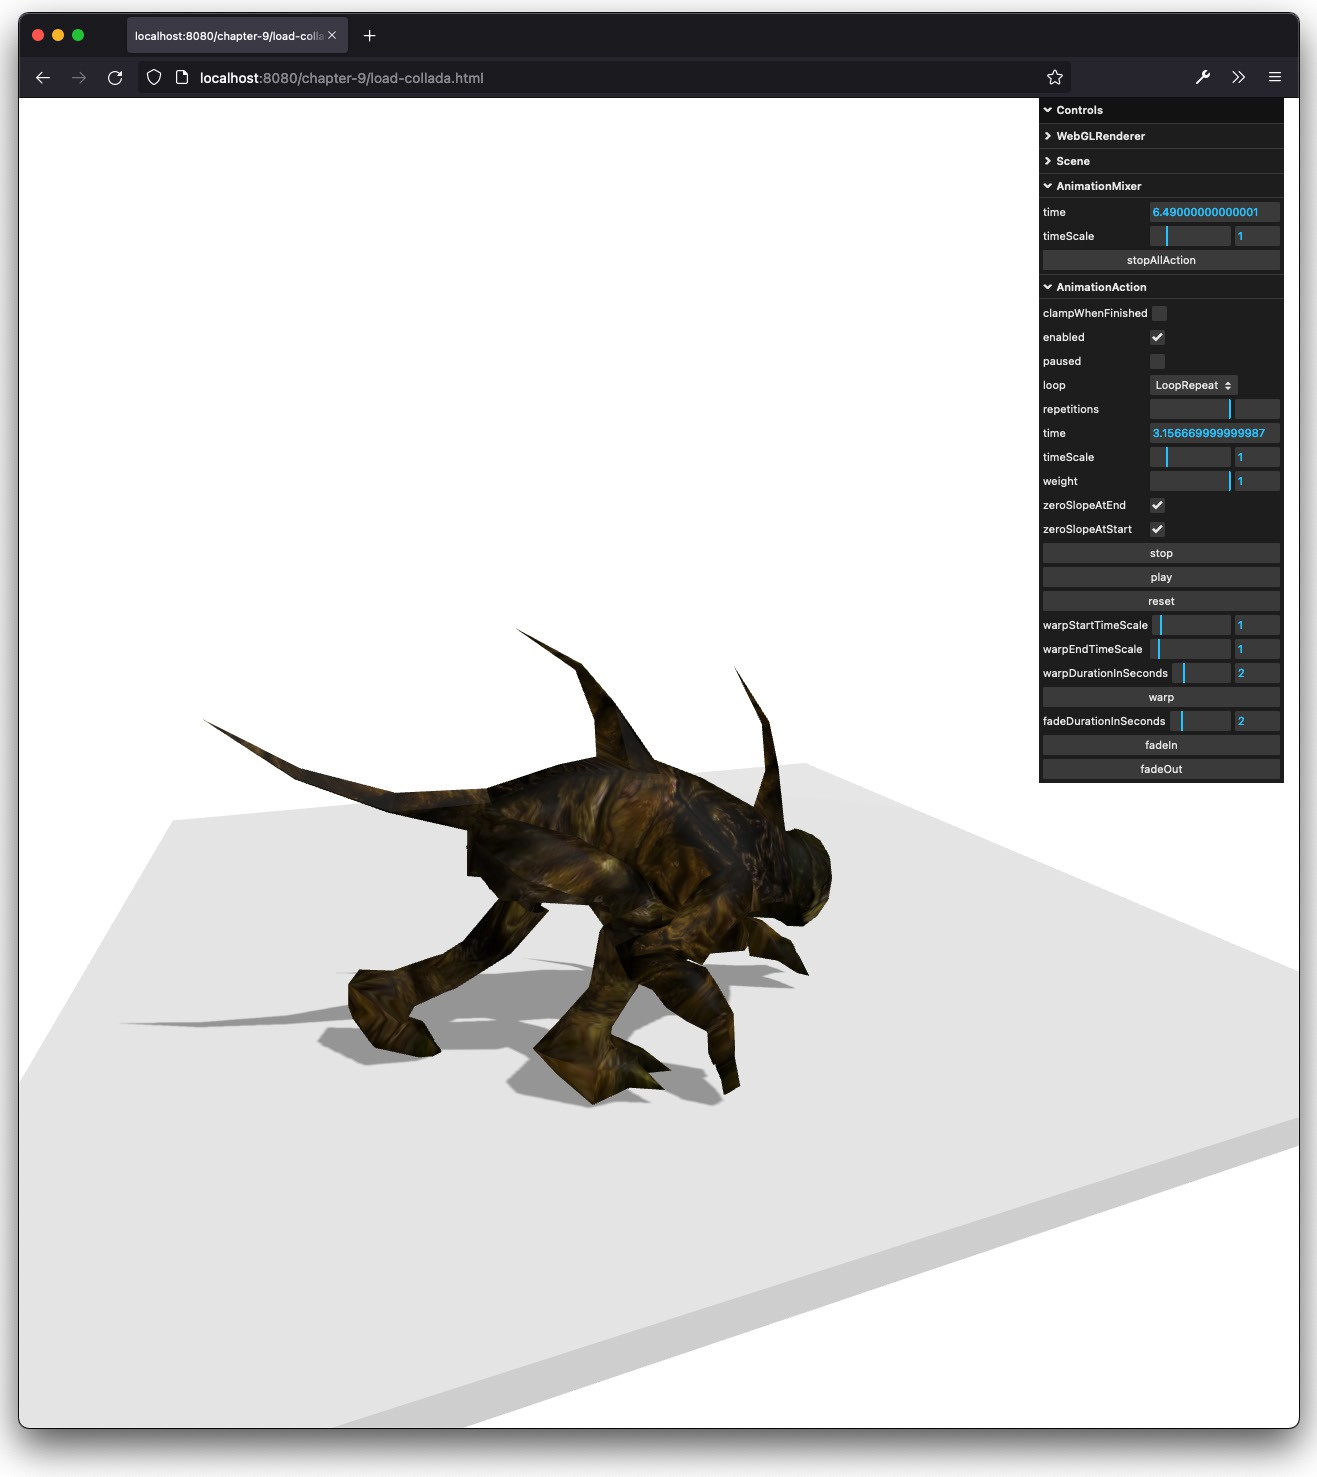 localhost:8080/chapter-9/load-colla
localhost:8080/chapter-9/load-collada.html
Controls
WebGLRenderer
Scene
AnimationMixer
time 6.49000000000001
timeScale 1
stopAllAction
AnimationAction
clampWhenFinished
enabled
paused
loop LoopRepeat
repetitions
time 3.156669999999987
timeScale 1
weight 1
zeroSlopeAtEnd
zeroSlopeAtStart
stop
play
reset
warpStartTimeScale 1
warpEndTimeScale 1
warpDurationInSeconds 2
warp
fadeDurationInSeconds 2
fadeIn
fadeOut